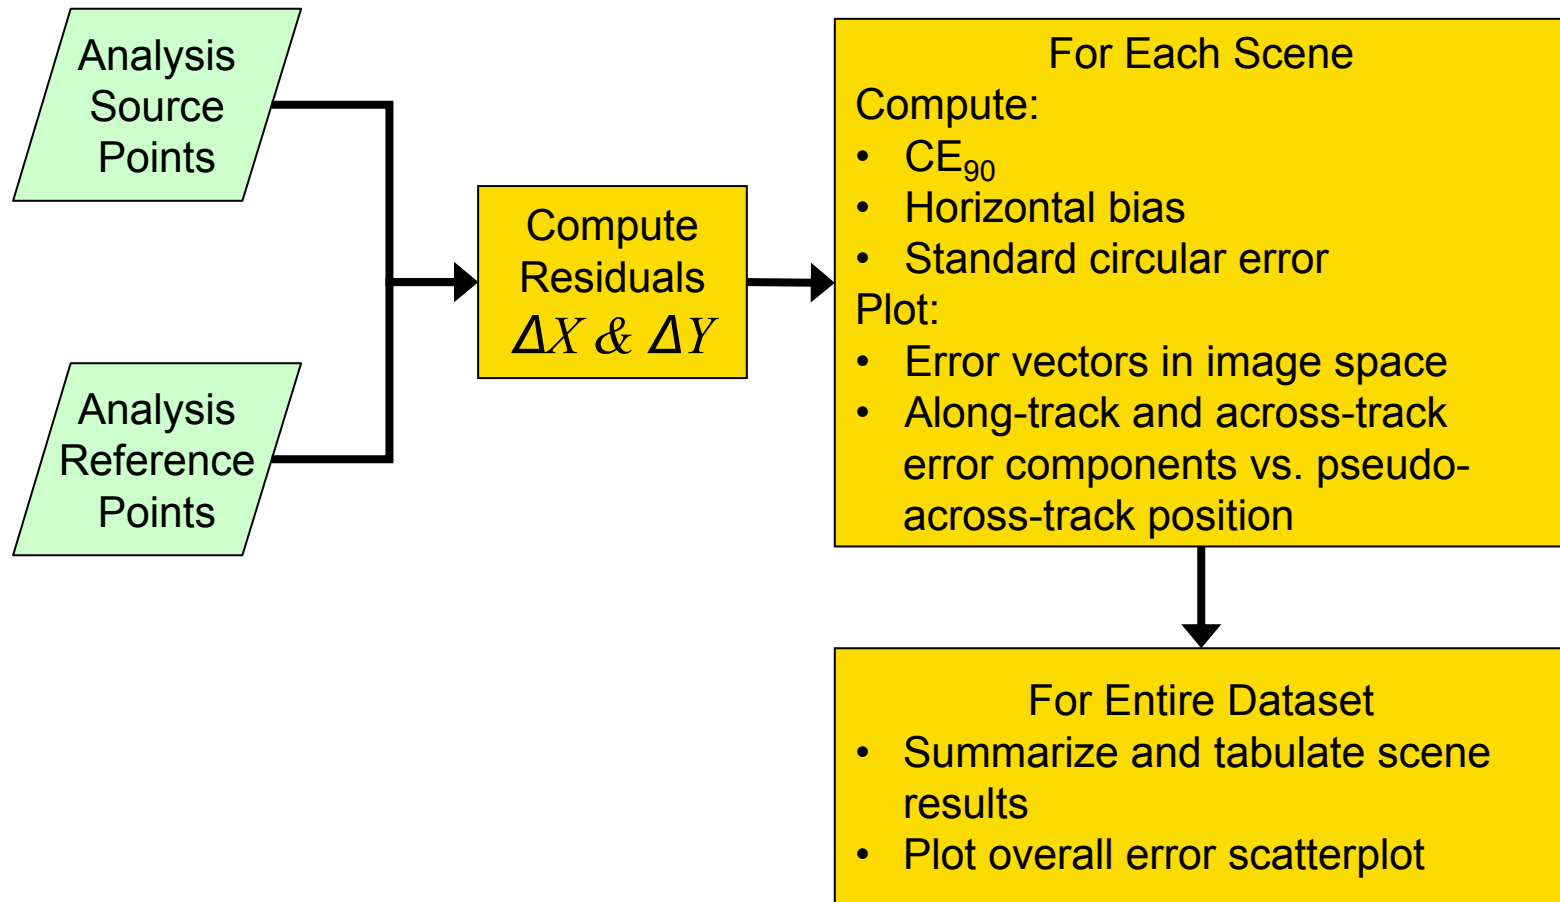 Analysis
Source
Points
Analysis
Reference
Points
Compute
Residuals
ΔX & ΔY
For Each Scene
Compute:
• CE₉₀
• Horizontal bias
• Standard circular error
Plot:
• Error vectors in image space
• Along-track and across-track
error components vs. pseudo-
across-track position
For Entire Dataset
• Summarize and tabulate scene
results
• Plot overall error scatterplot